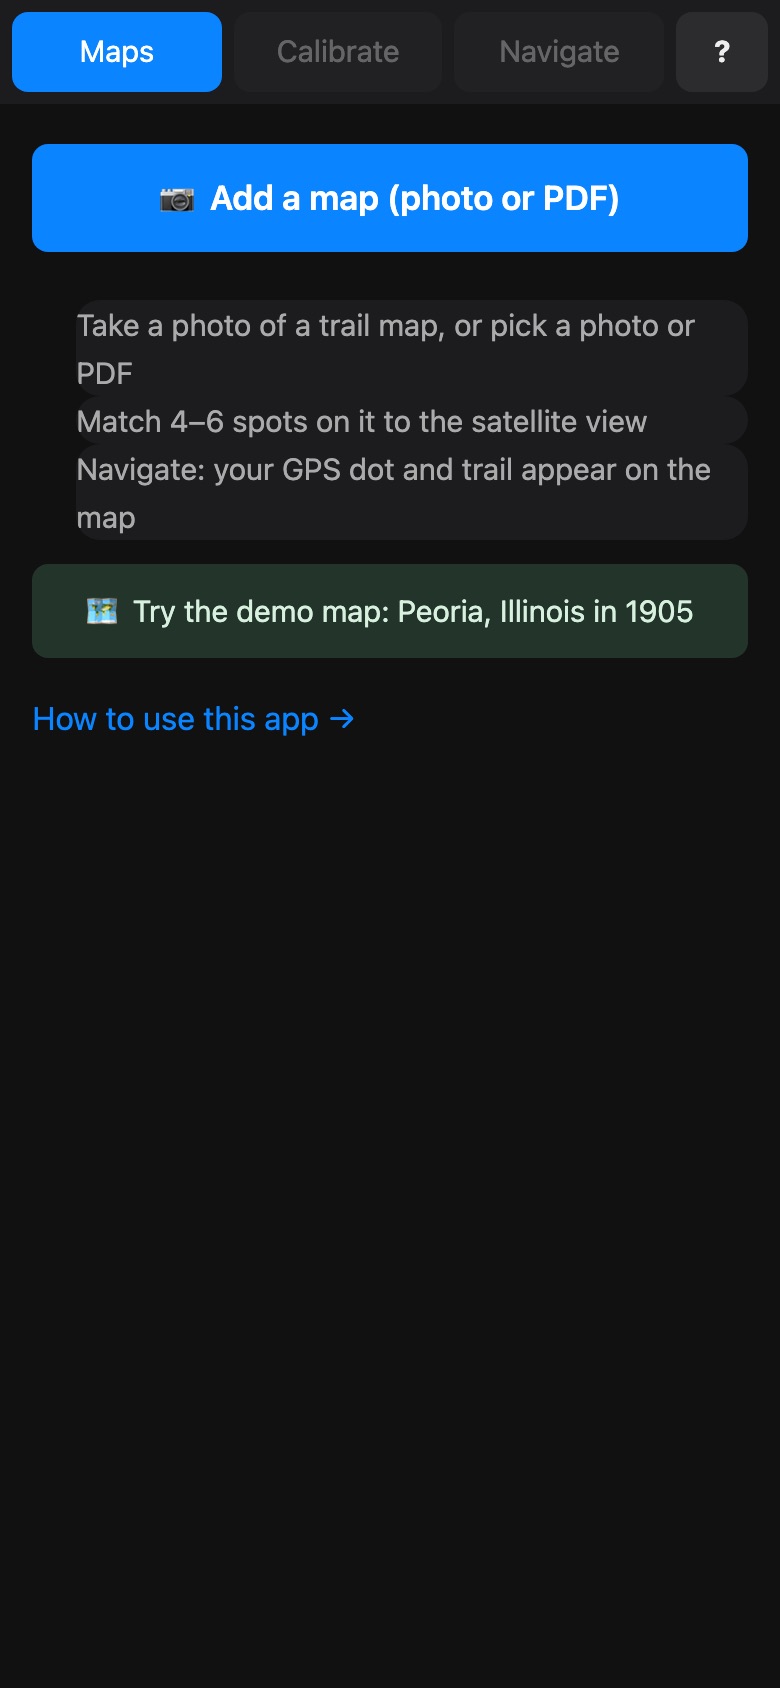 Maps
Calibrate
Navigate
?
Add a map (photo or PDF)
Take a photo of a trail map, or pick a photo or
PDF
Match 4–6 spots on it to the satellite view
Navigate: your GPS dot and trail appear on the
map
Try the demo map: Peoria, Illinois in 1905
How to use this app →